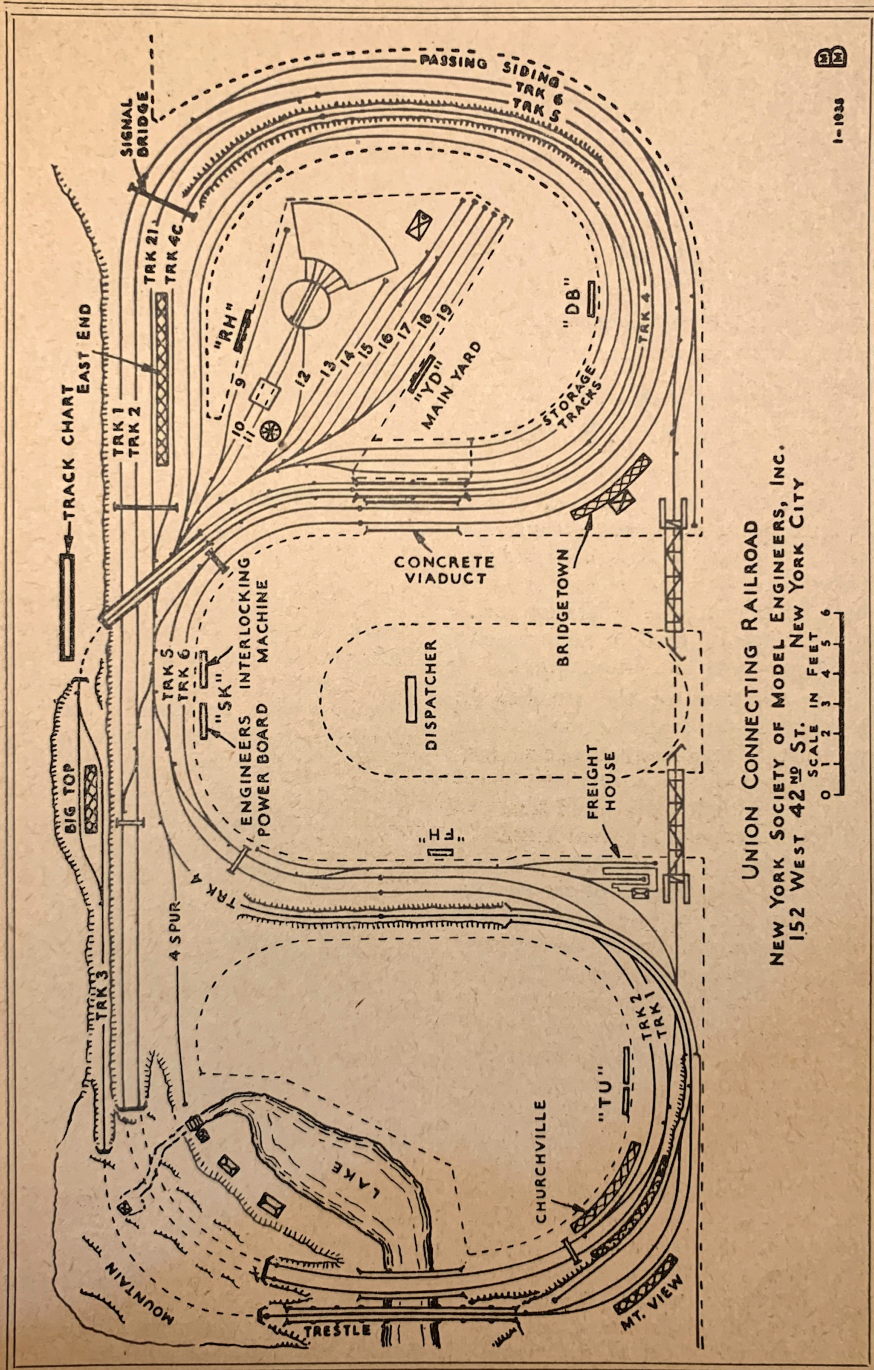 TRACK CHART
EAST END
SIGNAL
BRIDGE
TRK 21
TRK 4C
TRK 1
TRK 2
PASSING SIDING
TRK 6
TRK 5
BIG TOP
TRK 3
MOUNTAIN
4 SPUR
TRK 4
TRK 5
TRK 6
"SK"
ENGINEERS
POWER BOARD
INTERLOCKING
MACHINE
"RH"
9
10
11
12
13
14
15
16
17
18
19
"YD"
MAIN YARD
"DB"
TRK 4
STORAGE
TRACKS
CONCRETE
VIADUCT
BRIDGETOWN
DISPATCHER
"FH"
FREIGHT
HOUSE
LAKE
TRESTLE
CHURCHVILLE
"TU"
TRK 2
TRK 1
MT. VIEW
UNION CONNECTING RAILROAD
NEW YORK SOCIETY OF MODEL ENGINEERS, INC.
152 WEST 42ND ST. NEW YORK CITY
SCALE IN FEET
0 1 2 3 4 5 6
1-1938